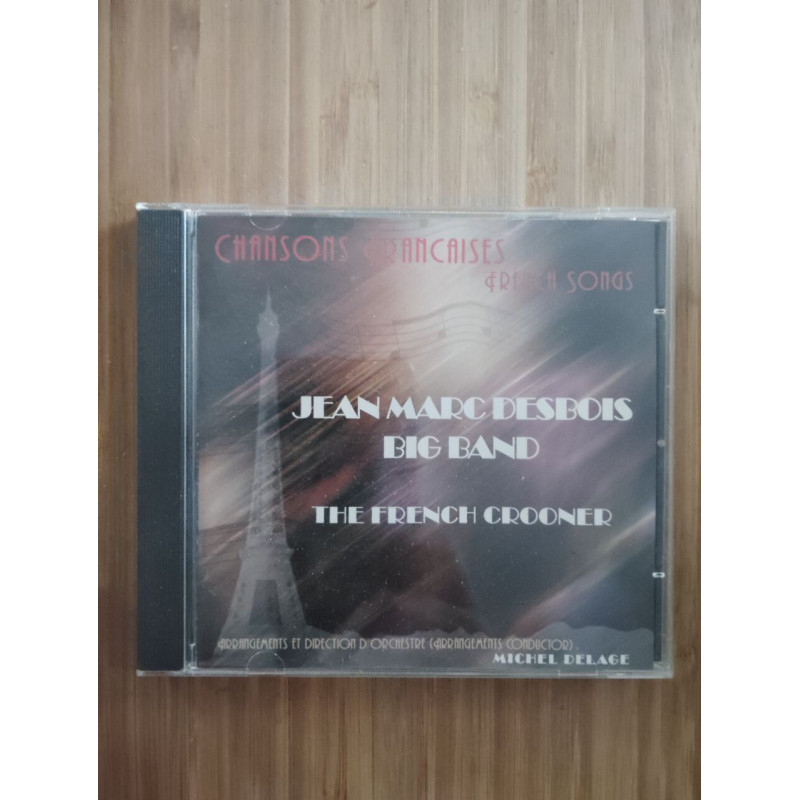 CHANSONS FRANCAISES
FRENCH SONGS
JEAN MARC DESBOIS
BIG BAND
THE FRENCH CROONER
ARRANGEMENTS ET DIRECTION D'ORCHESTRE (ARRANGEMENTS CONDUCTOR) :
MICHEL DELAGE